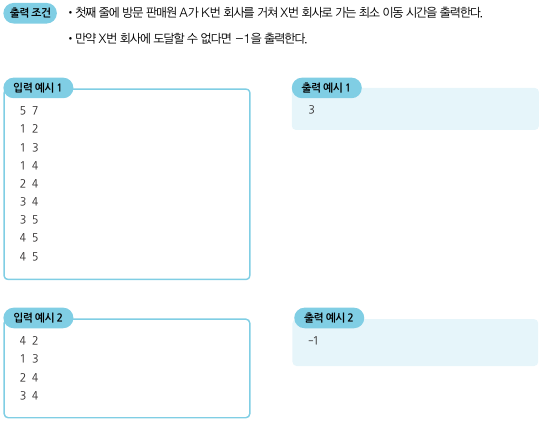 출력 조건 • 첫째 줄에 방문 판매원 A가 K번 회사를 거쳐 X번 회사로 가는 최소 이동 시간을 출력한다.
• 만약 X번 회사에 도달할 수 없다면 -1을 출력한다.
입력 예시 1
5 7
1 2
1 3
1 4
2 4
3 4
3 5
4 5
4 5
출력 예시 1
3
입력 예시 2
4 2
1 3
2 4
3 4
출력 예시 2
-1